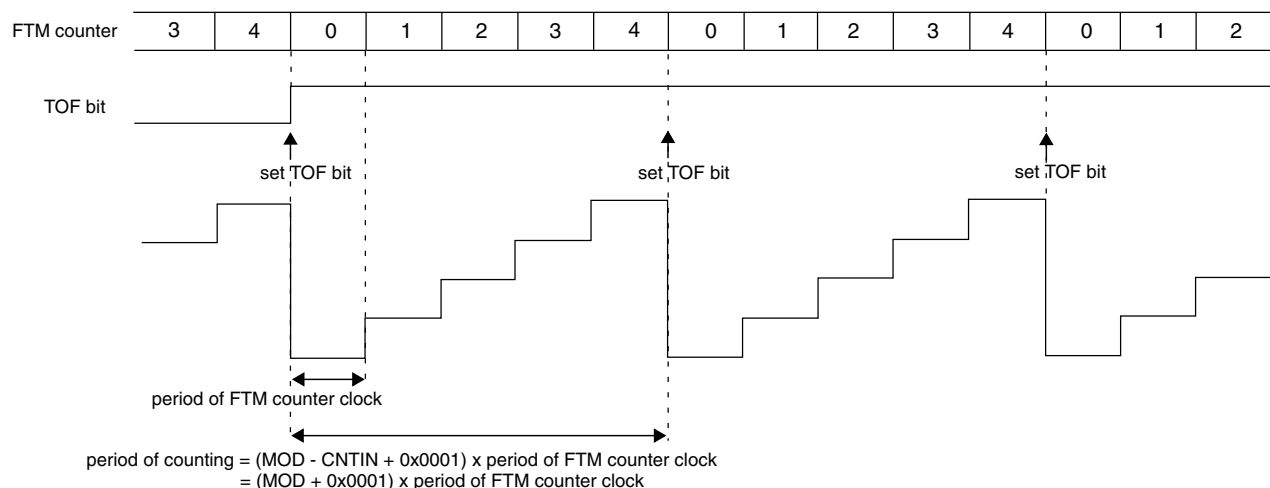 FTM counter 3 4 0 1 2 3 4 0 1 2 3 4 0 1 2
TOF bit
set TOF bit set TOF bit set TOF bit
period of FTM counter clock
period of counting = (MOD - CNTIN + 0x0001) x period of FTM counter clock
= (MOD + 0x0001) x period of FTM counter clock